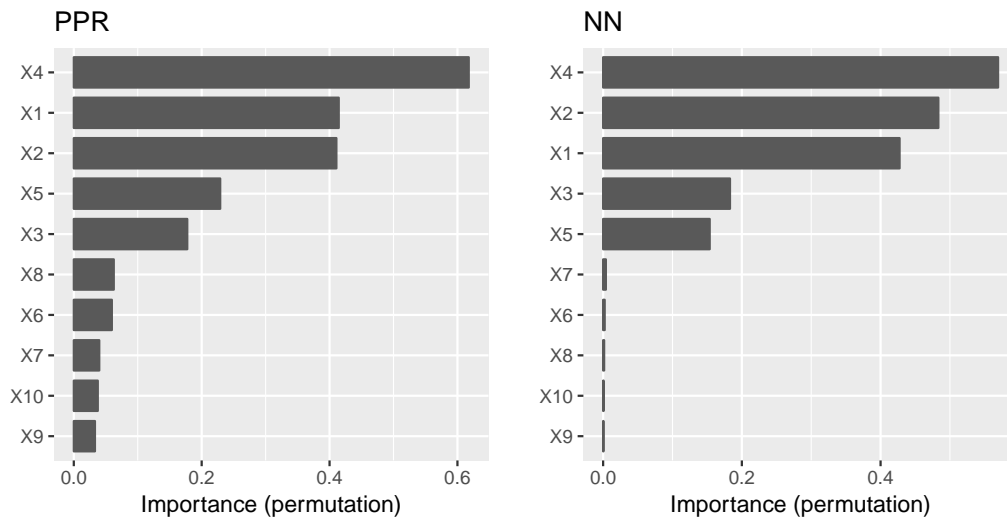 PPR
X4
X1
X2
X5
X3
X8
X6
X7
X10
X9
0.0 0.2 0.4 0.6
Importance (permutation)
NN
X4
X2
X1
X3
X5
X7
X6
X8
X10
X9
0.0 0.2 0.4
Importance (permutation)